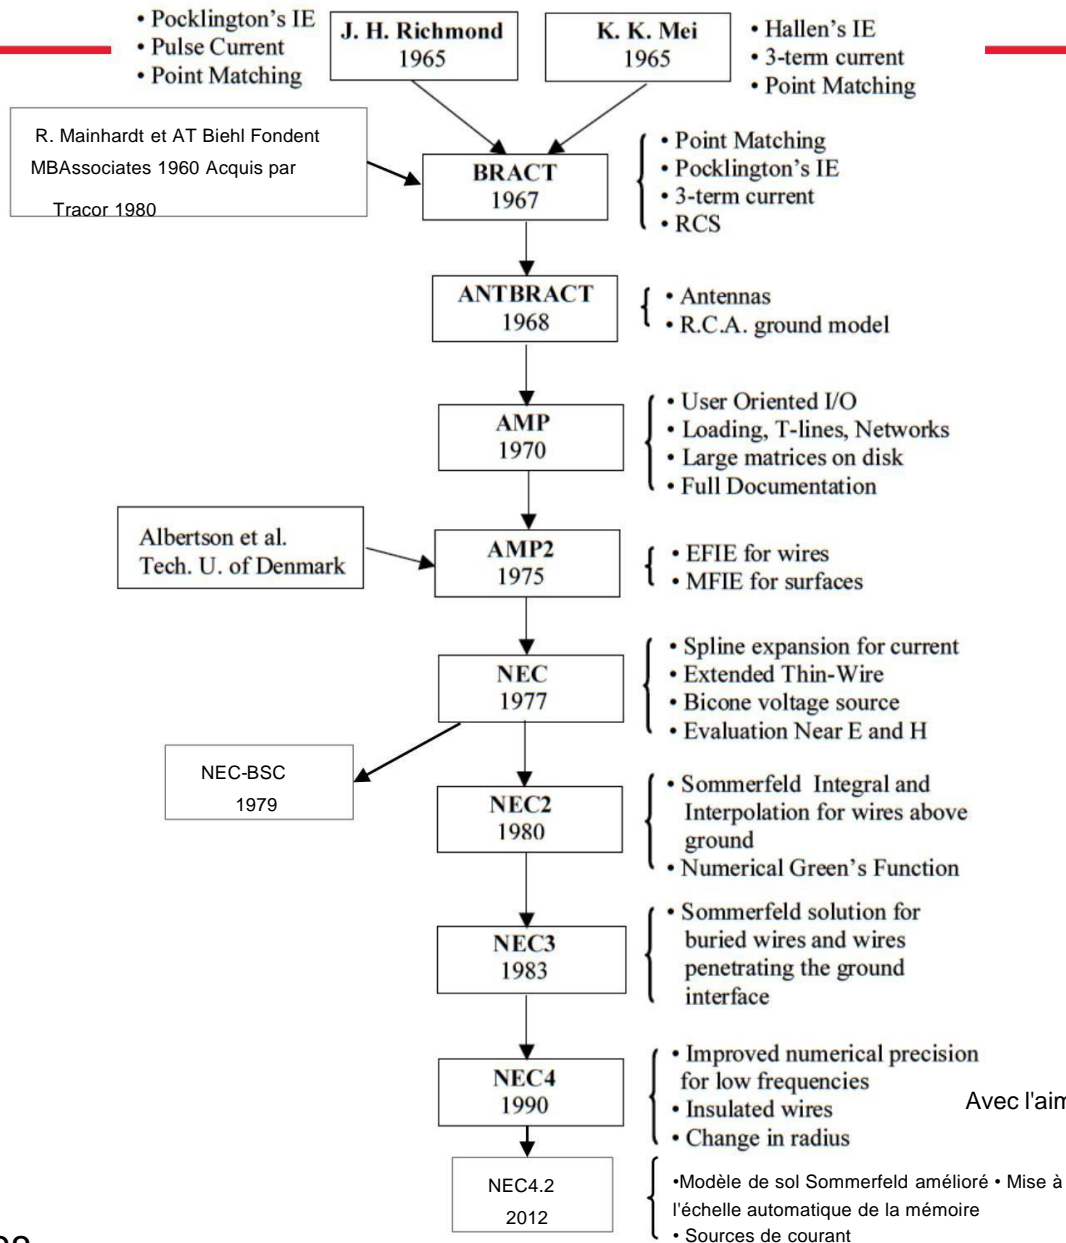 • Pocklington's IE
• Pulse Current
• Point Matching
J. H. Richmond
1965
K. K. Mei
1965
• Hallen's IE
• 3-term current
• Point Matching
R. Mainhardt et AT Biehl Fondent
MBAssociates 1960 Acquis par
Tracor 1980
BRACT
1967
• Point Matching
• Pocklington's IE
• 3-term current
• RCS
ANTBRACT
1968
• Antennas
• R.C.A. ground model
AMP
1970
• User Oriented I/O
• Loading, T-lines, Networks
• Large matrices on disk
• Full Documentation
Albertson et al.
Tech. U. of Denmark
AMP2
1975
• EFIE for wires
• MFIE for surfaces
NEC
1977
• Spline expansion for current
• Extended Thin-Wire
• Bicone voltage source
• Evaluation Near E and H
NEC-BSC
1979
NEC2
1980
• Sommerfeld Integral and
Interpolation for wires above
ground
• Numerical Green's Function
NEC3
1983
• Sommerfeld solution for
buried wires and wires
penetrating the ground
interface
NEC4
1990
• Improved numerical precision
for low frequencies
• Insulated wires
• Change in radius
Avec l'aim
NEC4.2
2012
•Modèle de sol Sommerfeld amélioré • Mise à
l'échelle automatique de la mémoire
• Sources de courant